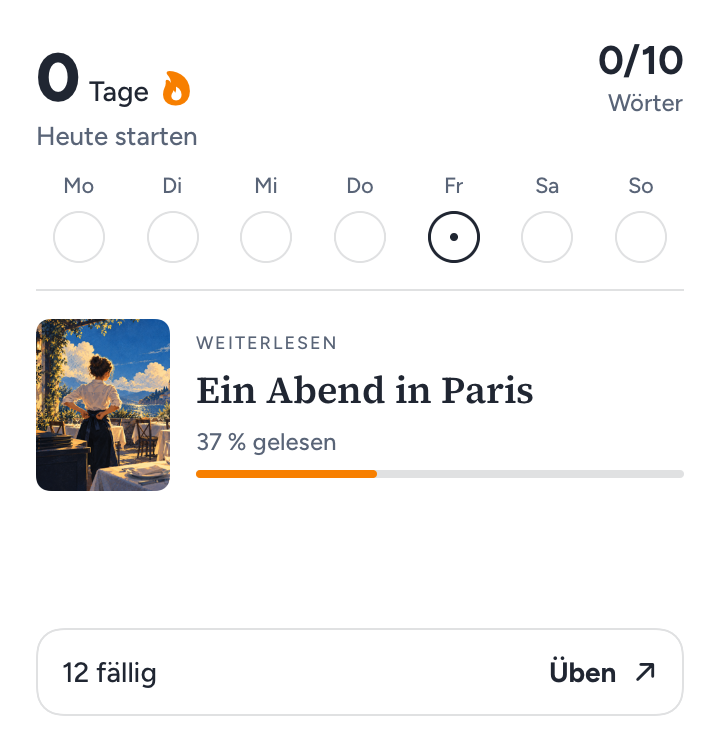 0 Tage
0/10
Wörter
Heute starten
Mo Di Mi Do Fr Sa So
WEITERLESEN
Ein Abend in Paris
37 % gelesen
12 fällig
Üben